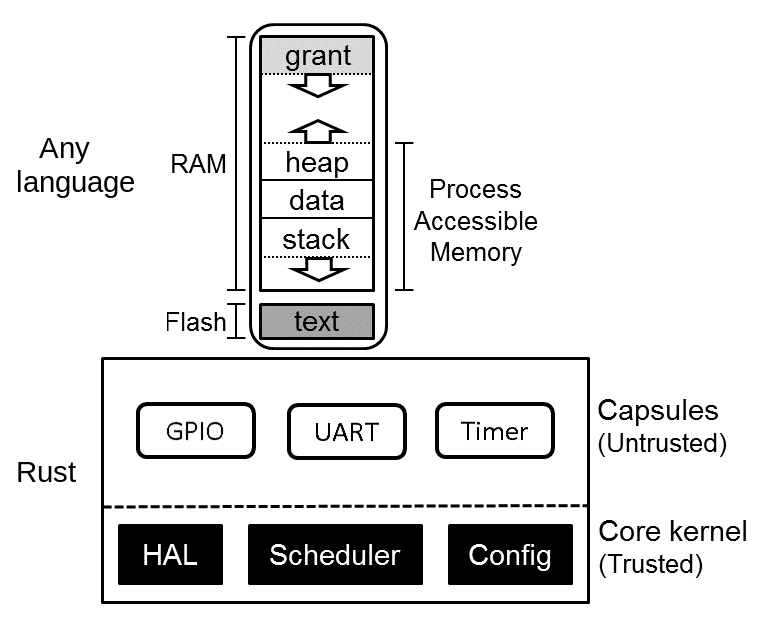 grant
Any
language
RAM
heap
data
stack
Process
Accessible
Memory
Flash
text
GPIO
UART
Timer
Capsules
(Untrusted)
Rust
HAL
Scheduler
Config
Core kernel
(Trusted)